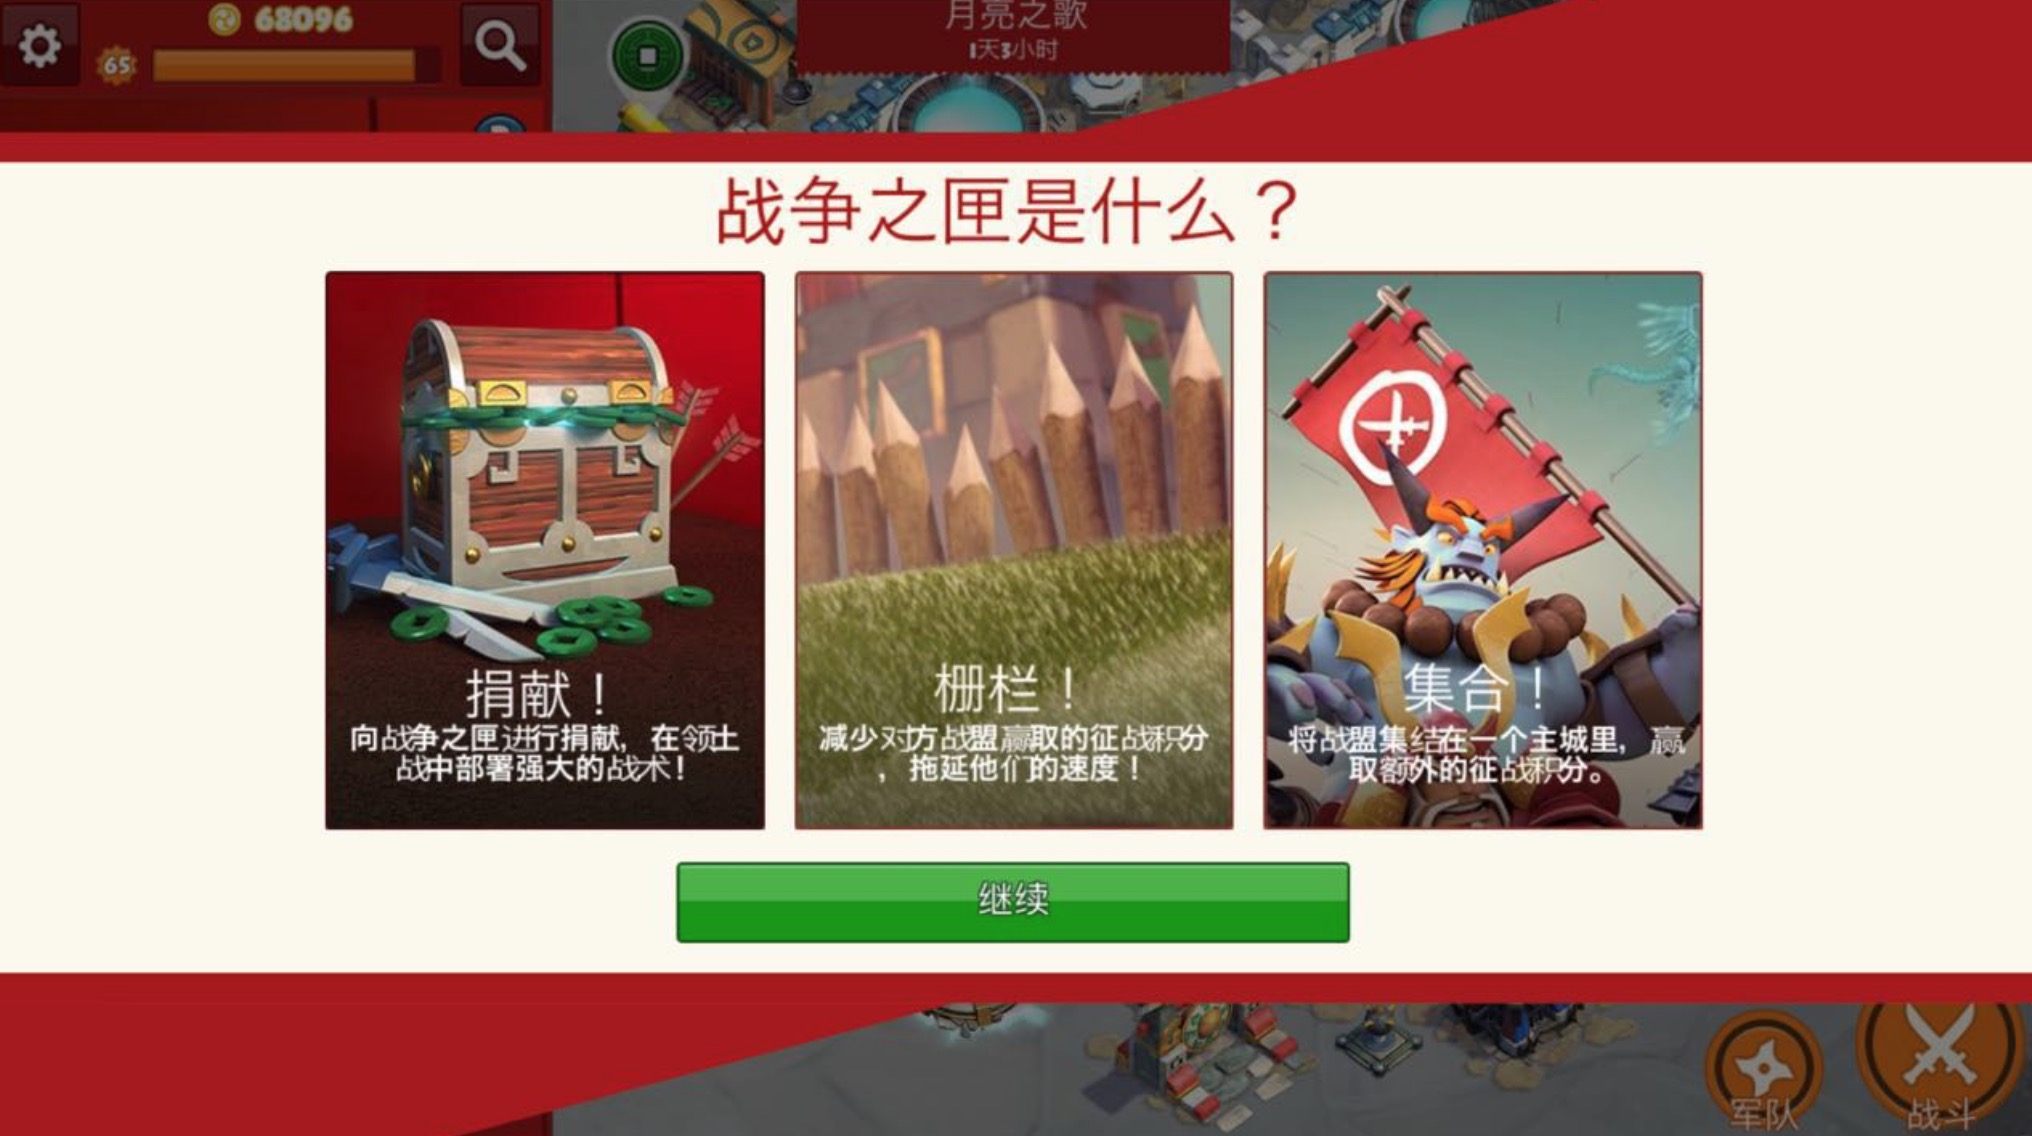 68096
65
月亮之歌
1天3小时
战争之匣是什么？
捐献！
向战争之匣进行捐献，在领土
战中部署强大的战术！
栅栏！
减少对方战盟赢取的征战积分
，拖延他们的速度！
集合！
将战盟集结在一个主城里，赢
取额外的征战积分。
继续
军队
战斗